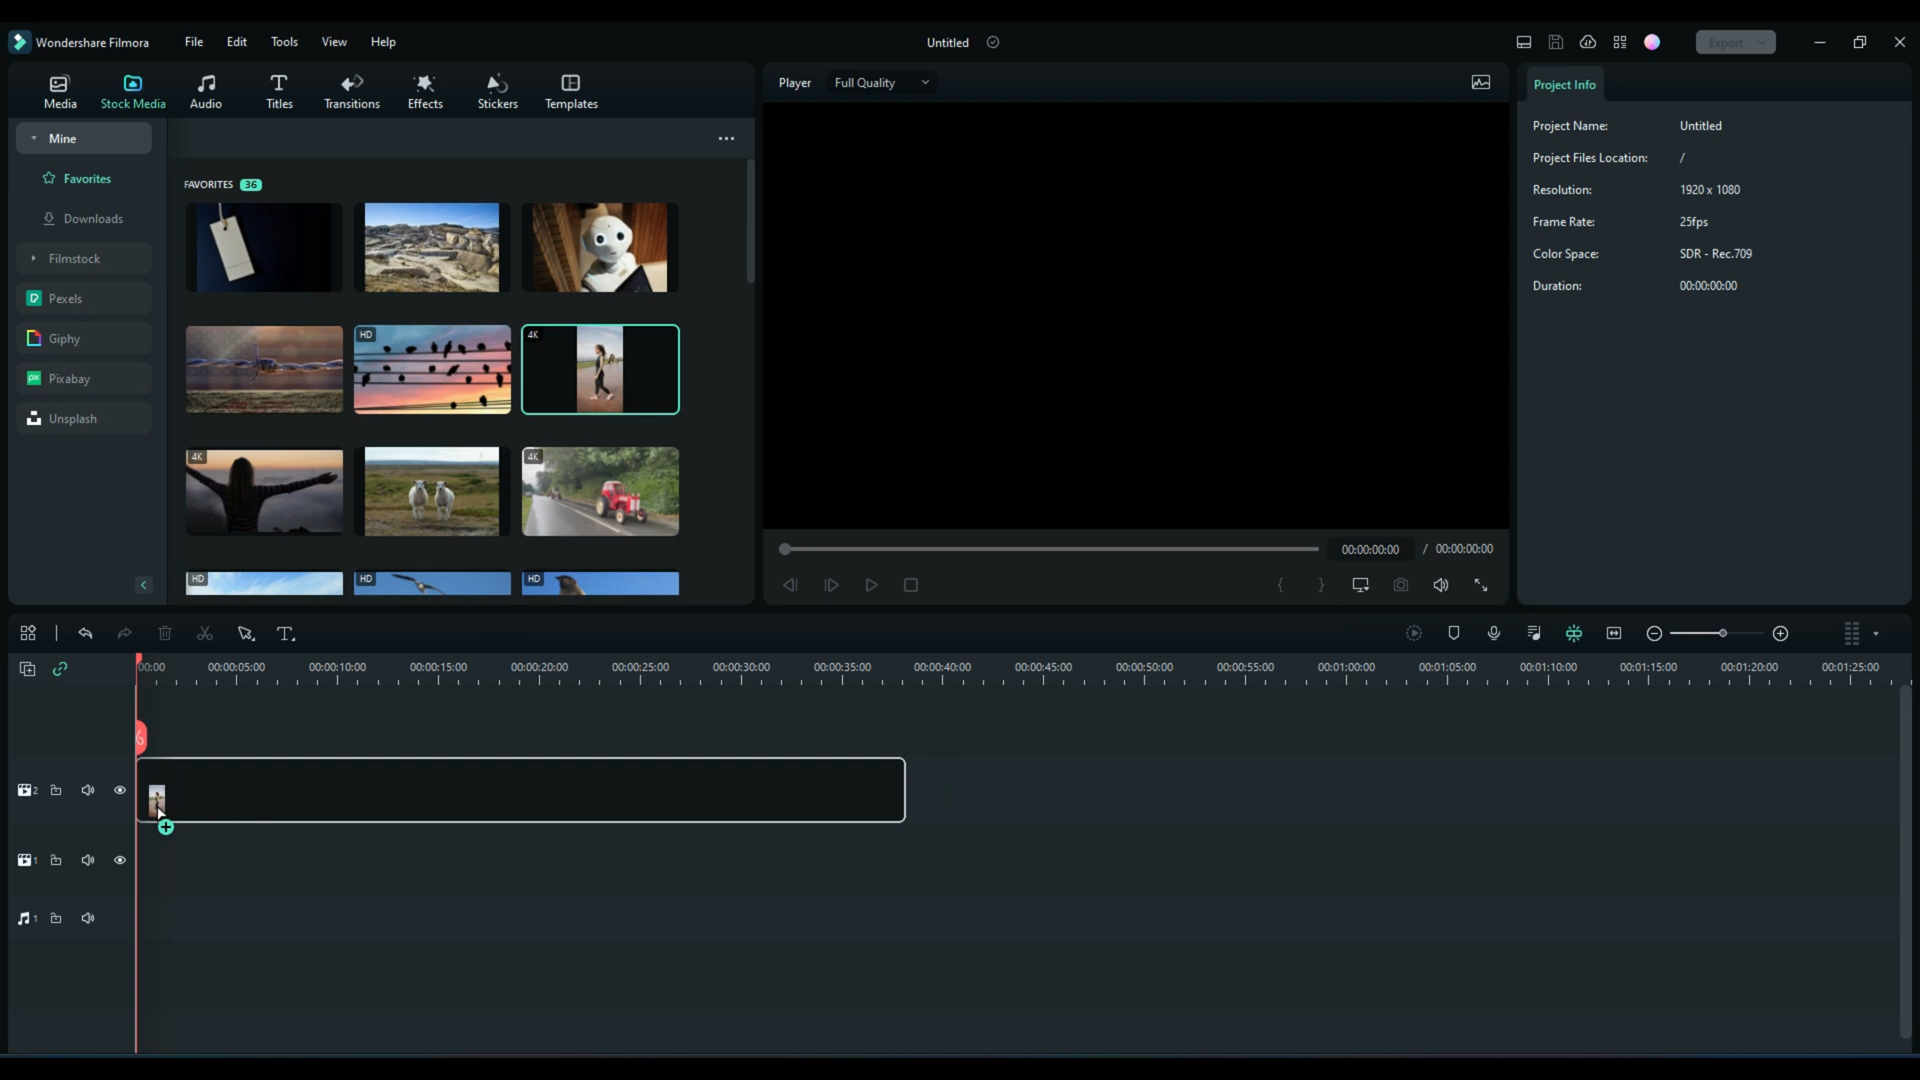 Wondershare Filmora
File
Edit
Tools
View
Help
Untitled
Export
Media
Stock Media
Audio
Titles
Transitions
Effects
Stickers
Templates
Player
Full Quality
Project Info
Mine
Favorites
Downloads
Filmstock
Pexels
Giphy
Pixabay
Unsplash
FAVORITES 36
HD
4K
4K
4K
HD
HD
HD
Project Name: Untitled
Project Files Location: /
Resolution: 1920 x 1080
Frame Rate: 25fps
Color Space: SDR - Rec.709
Duration: 00:00:00:00
00:00:00:00 / 00:00:00:00
00:00 00:00:05:00 00:00:10:00 00:00:15:00 00:00:20:00 00:00:25:00 00:00:30:00 00:00:35:00 00:00:40:00 00:00:45:00 00:00:50:00 00:00:55:00 00:01:00:00 00:01:05:00 00:01:10:00 00:01:15:00 00:01:20:00 00:01:25:00
2
1
1